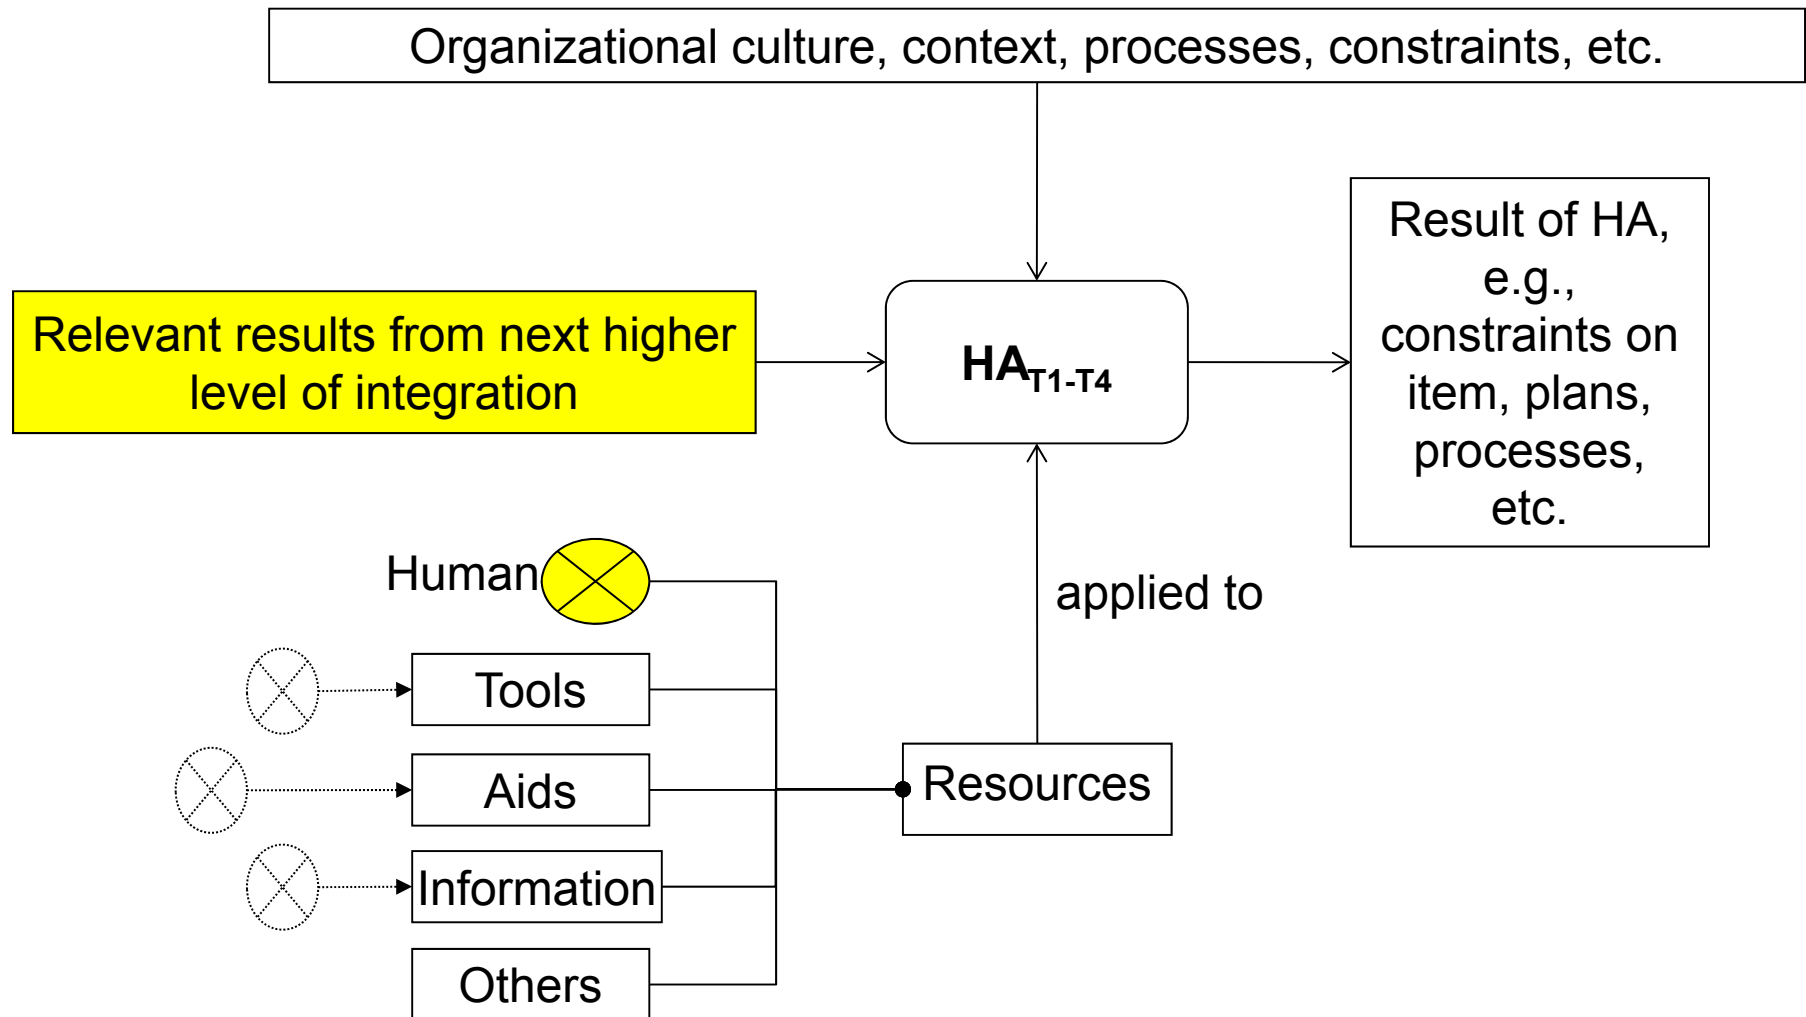 Organizational culture, context, processes, constraints, etc.
Relevant results from next higher
level of integration
HAT1-T4
Result of HA,
e.g.,
constraints on
item, plans,
processes,
etc.
Human
applied to
Tools
Aids
Resources
Information
Others